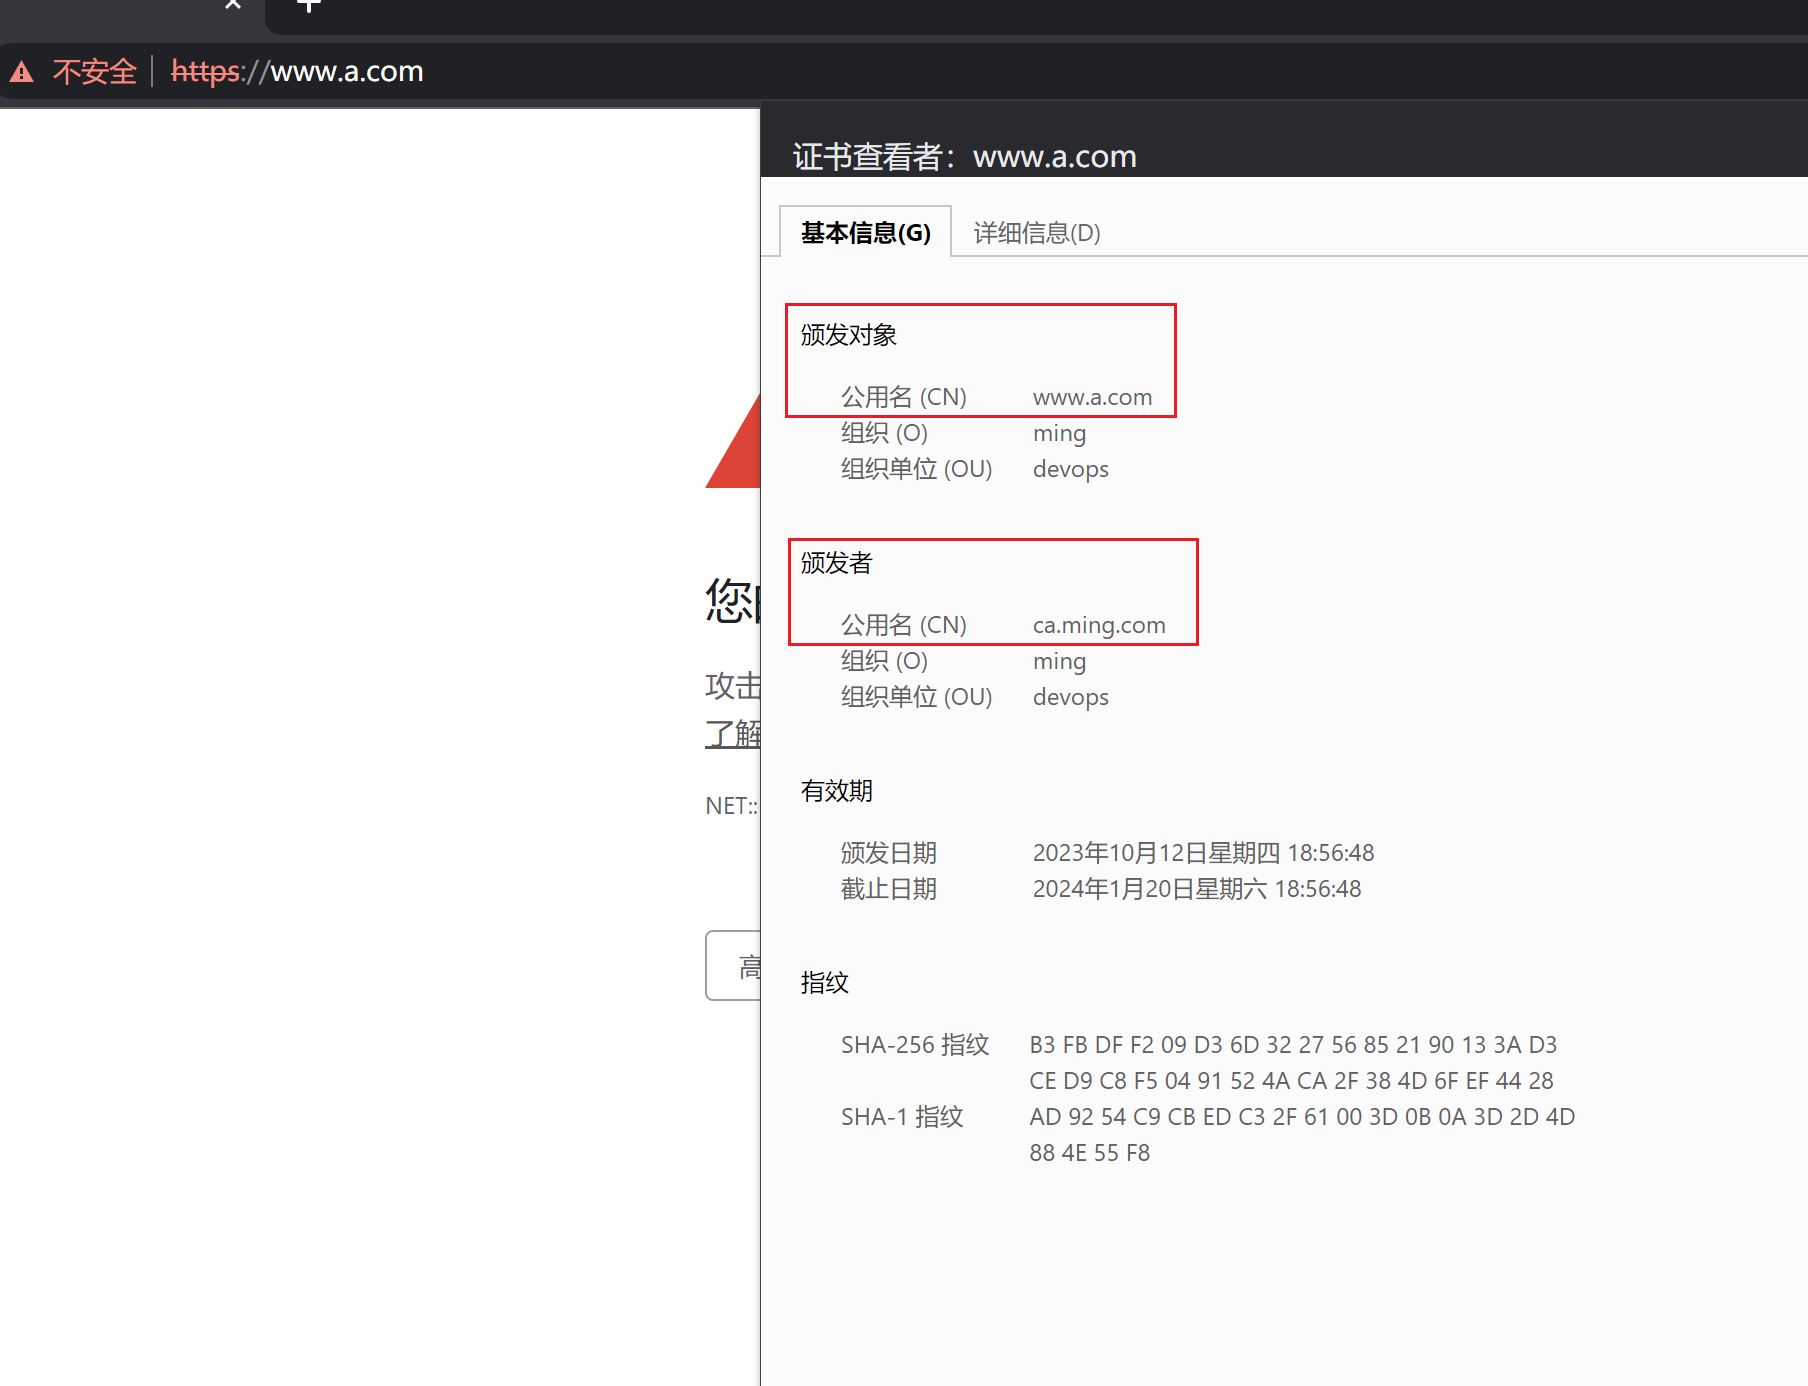 不安全 https://www.a.com
证书查看者：www.a.com
基本信息(G) 详细信息(D)
颁发对象
公用名 (CN) www.a.com
组织 (O) ming
组织单位 (OU) devops
颁发者
公用名 (CN) ca.ming.com
组织 (O) ming
组织单位 (OU) devops
有效期
颁发日期 2023年10月12日星期四 18:56:48
截止日期 2024年1月20日星期六 18:56:48
指纹
SHA-256 指纹 B3 FB DF F2 09 D3 6D 32 27 56 85 21 90 13 3A D3
CE D9 C8 F5 04 91 52 4A CA 2F 38 4D 6F EF 44 28
SHA-1 指纹 AD 92 54 C9 CB ED C3 2F 61 00 3D 0B 0A 3D 2D 4D
88 4E 55 F8
您
攻击
了解
NET::
高